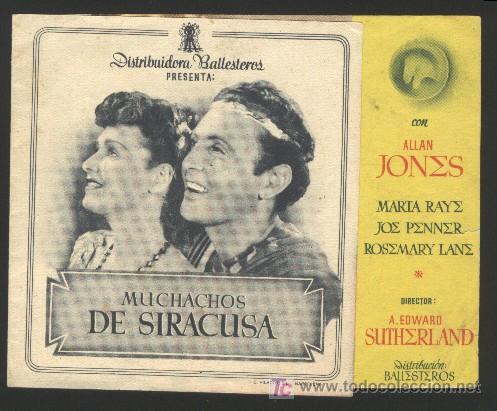 Distribuidora Ballesteros
PRESENTA:
MUCHACHOS
DE SIRACUSA
con
ALLAN
JONES
MARTA RAYE
JOE PENNER
ROSEMARY LANE
DIRECTOR:
A. EDWARD
SUTHERLAND
Distribución:
BALLESTEROS
tc
todocoleccion.net